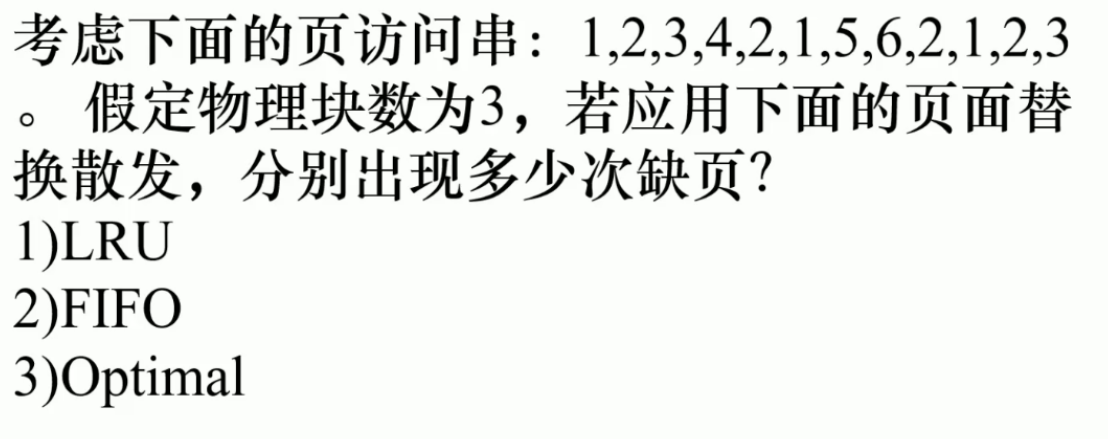 考虑下面的页访问串：1,2,3,4,2,1,5,6,2,1,2,3
。 假定物理块数为3，若应用下面的页面替
换散发，分别出现多少次缺页？
1)LRU
2)FIFO
3)Optimal